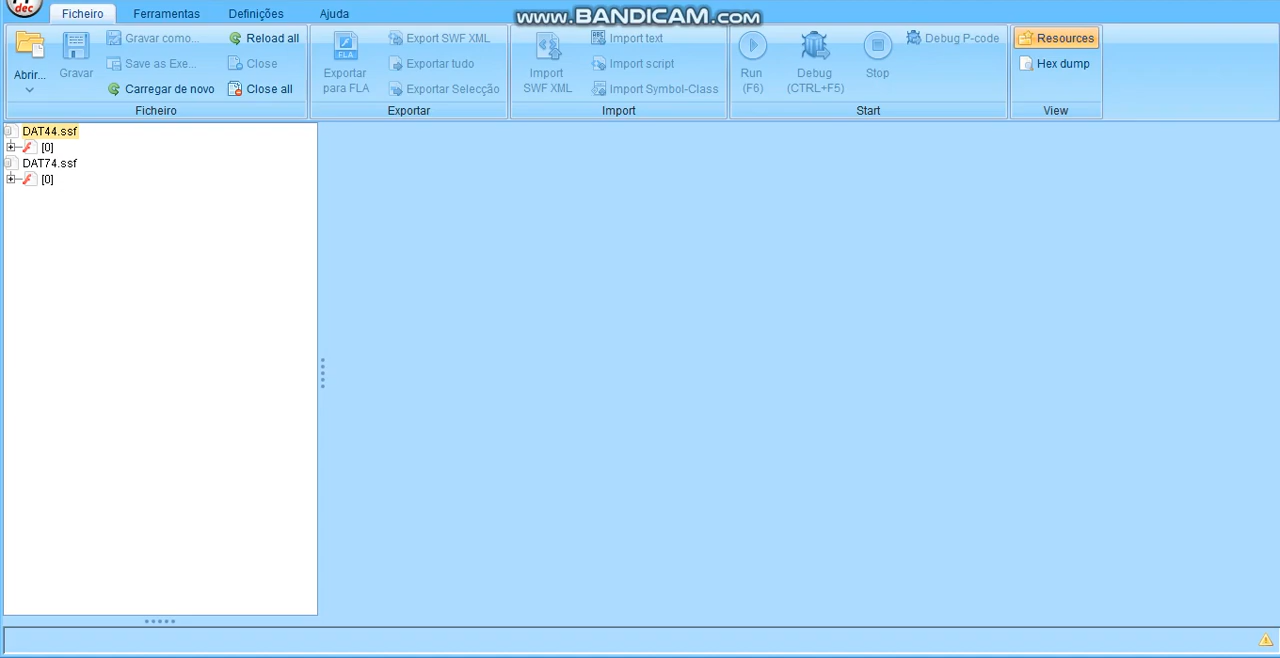 dec
Ficheiro
Ferramentas
Definições
Ajuda
www.BANDICAM.com
Abrir...
Gravar
Gravar como...
Save as Exe...
Carregar de novo
Reload all
Close
Close all
Ficheiro
Exportar
para FLA
FLA
Export SWF XML
Exportar tudo
Exportar Selecção
Exportar
Import
SWF XML
Import text
Import script
Import Symbol-Class
Import
Run
(F6)
Debug
(CTRL+F5)
Stop
Debug P-code
Start
Resources
Hex dump
View
DAT44.ssf
[0]
DAT74.ssf
[0]